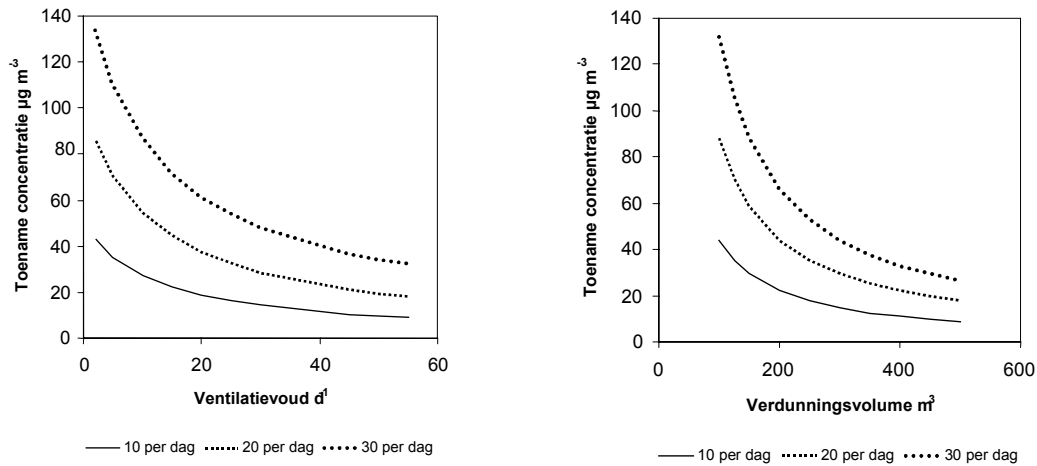 Toename concentratie µg m⁻³
140
120
100
80
60
40
20
0
0 20 40 60
Ventilatievoud d⁻¹
10 per dag 20 per dag 30 per dag
Toename concentratie µg m⁻³
140
120
100
80
60
40
20
0
0 200 400 600
Verdunningsvolume m³
10 per dag 20 per dag 30 per dag